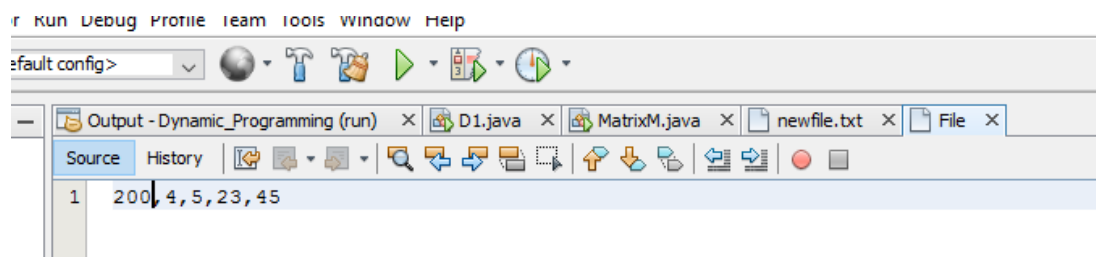 r Run Debug Profile Team Tools Window Help
efault config>
Output - Dynamic_Programming (run) D1.java MatrixM.java newfile.txt File
Source History
1 200,4,5,23,45